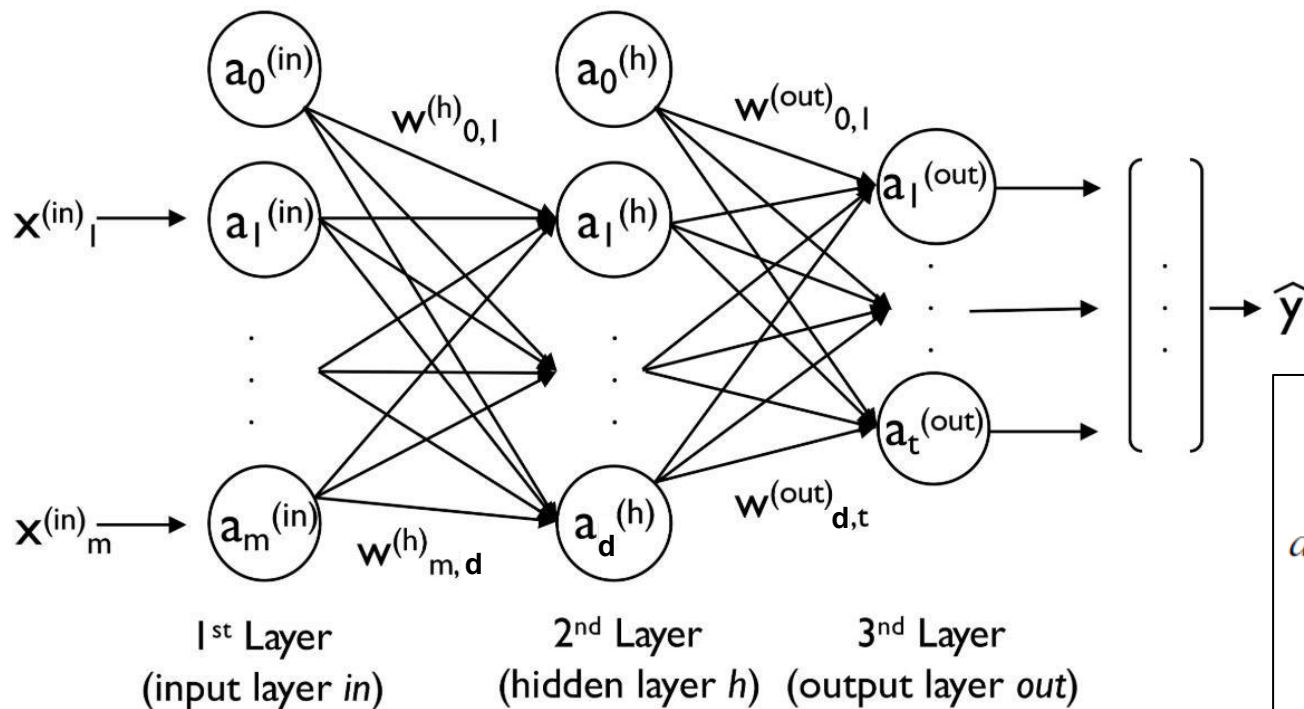 a₀⁽ⁱⁿ⁾ a₀⁽ʰ⁾
w⁽ʰ⁾₀,₁ w⁽ᵒᵘᵗ⁾₀,₁
x⁽ⁱⁿ⁾₁ a₁⁽ⁱⁿ⁾ a₁⁽ʰ⁾ a₁⁽ᵒᵘᵗ⁾
ŷ
x⁽ⁱⁿ⁾ₘ aₘ⁽ⁱⁿ⁾ w⁽ʰ⁾m,d a_d⁽ʰ⁾ w⁽ᵒᵘᵗ⁾d,t aₜ⁽ᵒᵘᵗ⁾
1st Layer 2nd Layer 3nd Layer
(input layer in) (hidden layer h) (output layer out)